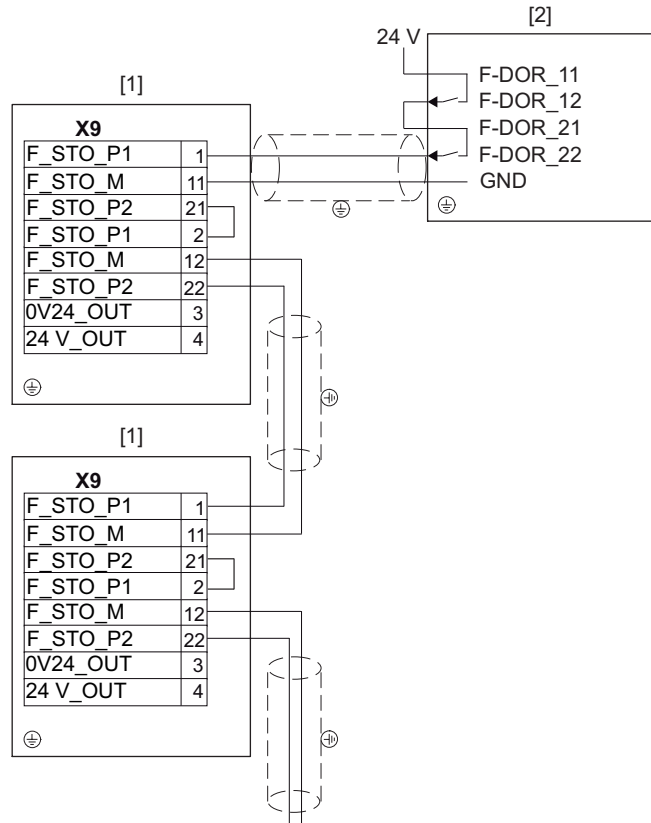 [2]
24 V
F-DOR_11
F-DOR_12
F-DOR_21
F-DOR_22
GND
[1]
X9
F_STO_P1 1
F_STO_M 11
F_STO_P2 21
F_STO_P1 2
F_STO_M 12
F_STO_P2 22
0V24_OUT 3
24 V_OUT 4
[1]
X9
F_STO_P1 1
F_STO_M 11
F_STO_P2 21
F_STO_P1 2
F_STO_M 12
F_STO_P2 22
0V24_OUT 3
24 V_OUT 4